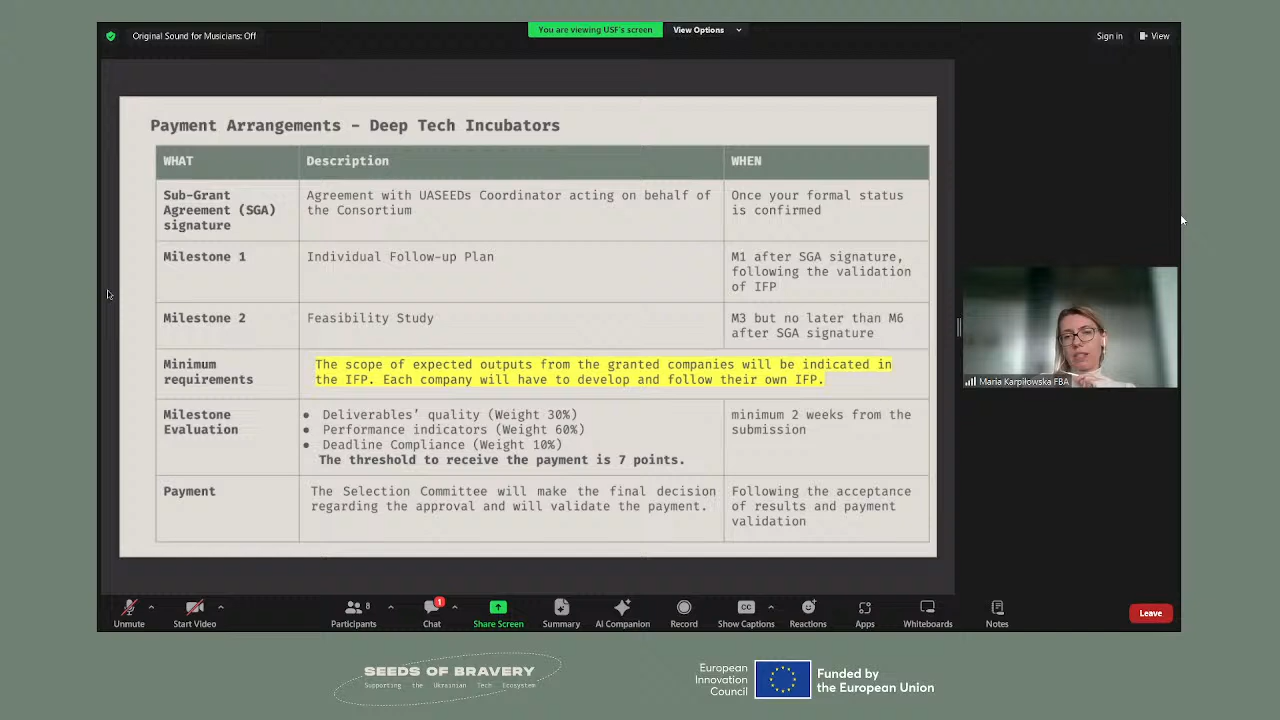 Original Sound for Musicians: Off
You are viewing USF's screen
View Options
Sign in
View
Payment Arrangements – Deep Tech Incubators
WHAT
Description
WHEN
Sub-Grant
Agreement (SGA)
signature
Agreement with UASEEDs Coordinator acting on behalf of
the Consortium
Once your formal status
is confirmed
Milestone 1
Individual Follow-up Plan
M1 after SGA signature,
following the validation
of IFP
Milestone 2
Feasibility Study
M3 but no later than M6
after SGA signature
Minimum
requirements
The scope of expected outputs from the granted companies will be indicated in
the IFP. Each company will have to develop and follow their own IFP.
Milestone
Evaluation
● Deliverables' quality (Weight 30%)
● Performance indicators (Weight 60%)
● Deadline Compliance (Weight 10%)
The threshold to receive the payment is 7 points.
minimum 2 weeks from the
submission
Payment
The Selection Committee will make the final decision
regarding the approval and will validate the payment.
Following the acceptance
of results and payment
validation
Maria Karpiłowska FBA
Unmute
Start Video
8
Participants
1
Chat
Share Screen
Summary
AI Companion
Record
CC
Show Captions
Reactions
Apps
Whiteboards
Notes
Leave
SEEDS OF BRAVERY
Supporting the Ukrainian Tech Ecosystem
European
Innovation
Council
Funded by
the European Union